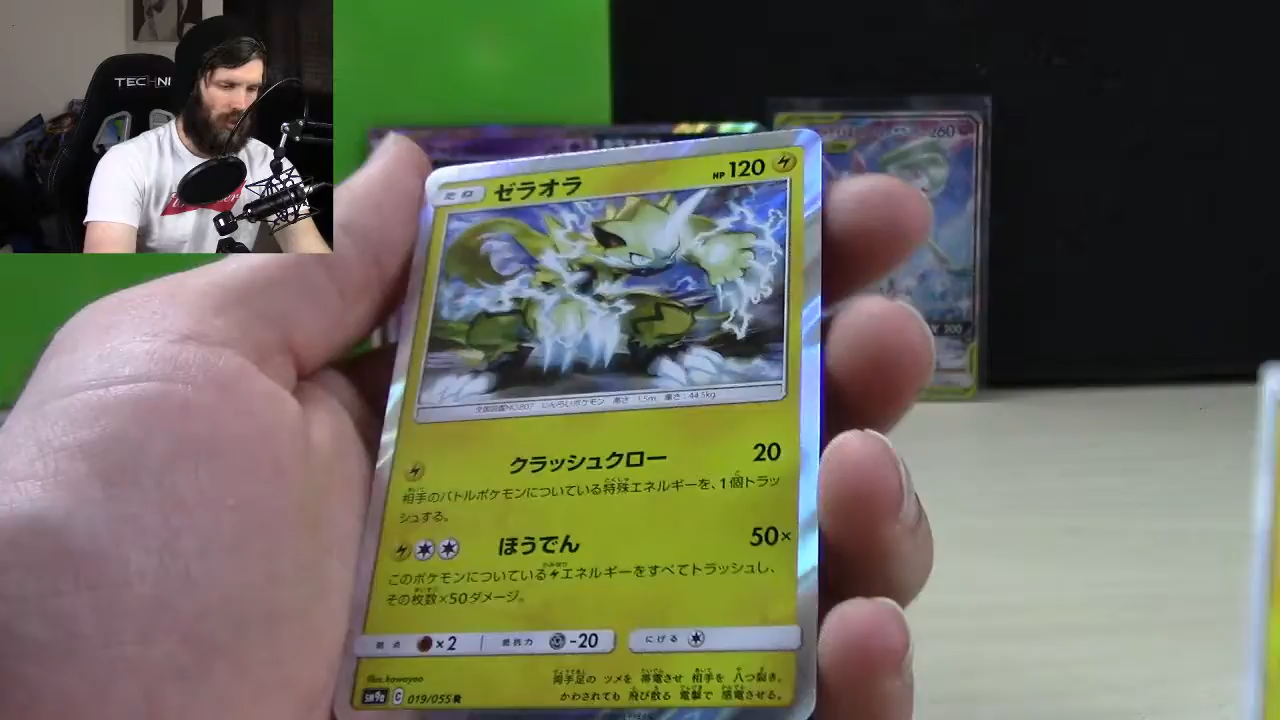 TECHNI
260
200
たね ゼラオラ HP 120
全国図鑑NO.807 じんらいポケモン 高さ:1.5m 重さ:44.5kg
クラッシュクロー 20
相手のバトルポケモンについている特殊エネルギーを、1個トラッ
シュする。
ほうでん 50×
このポケモンについているエネルギーをすべてトラッシュし、
その枚数×50ダメージ。
弱点 ×2 抵抗力 -20 にげる
illus.kawayoo
SM9a C 019/055 R
両手足の ツメを 帯電させ 相手を 八つ裂き。
かわされても 飛び散る 電撃で 感電させる。